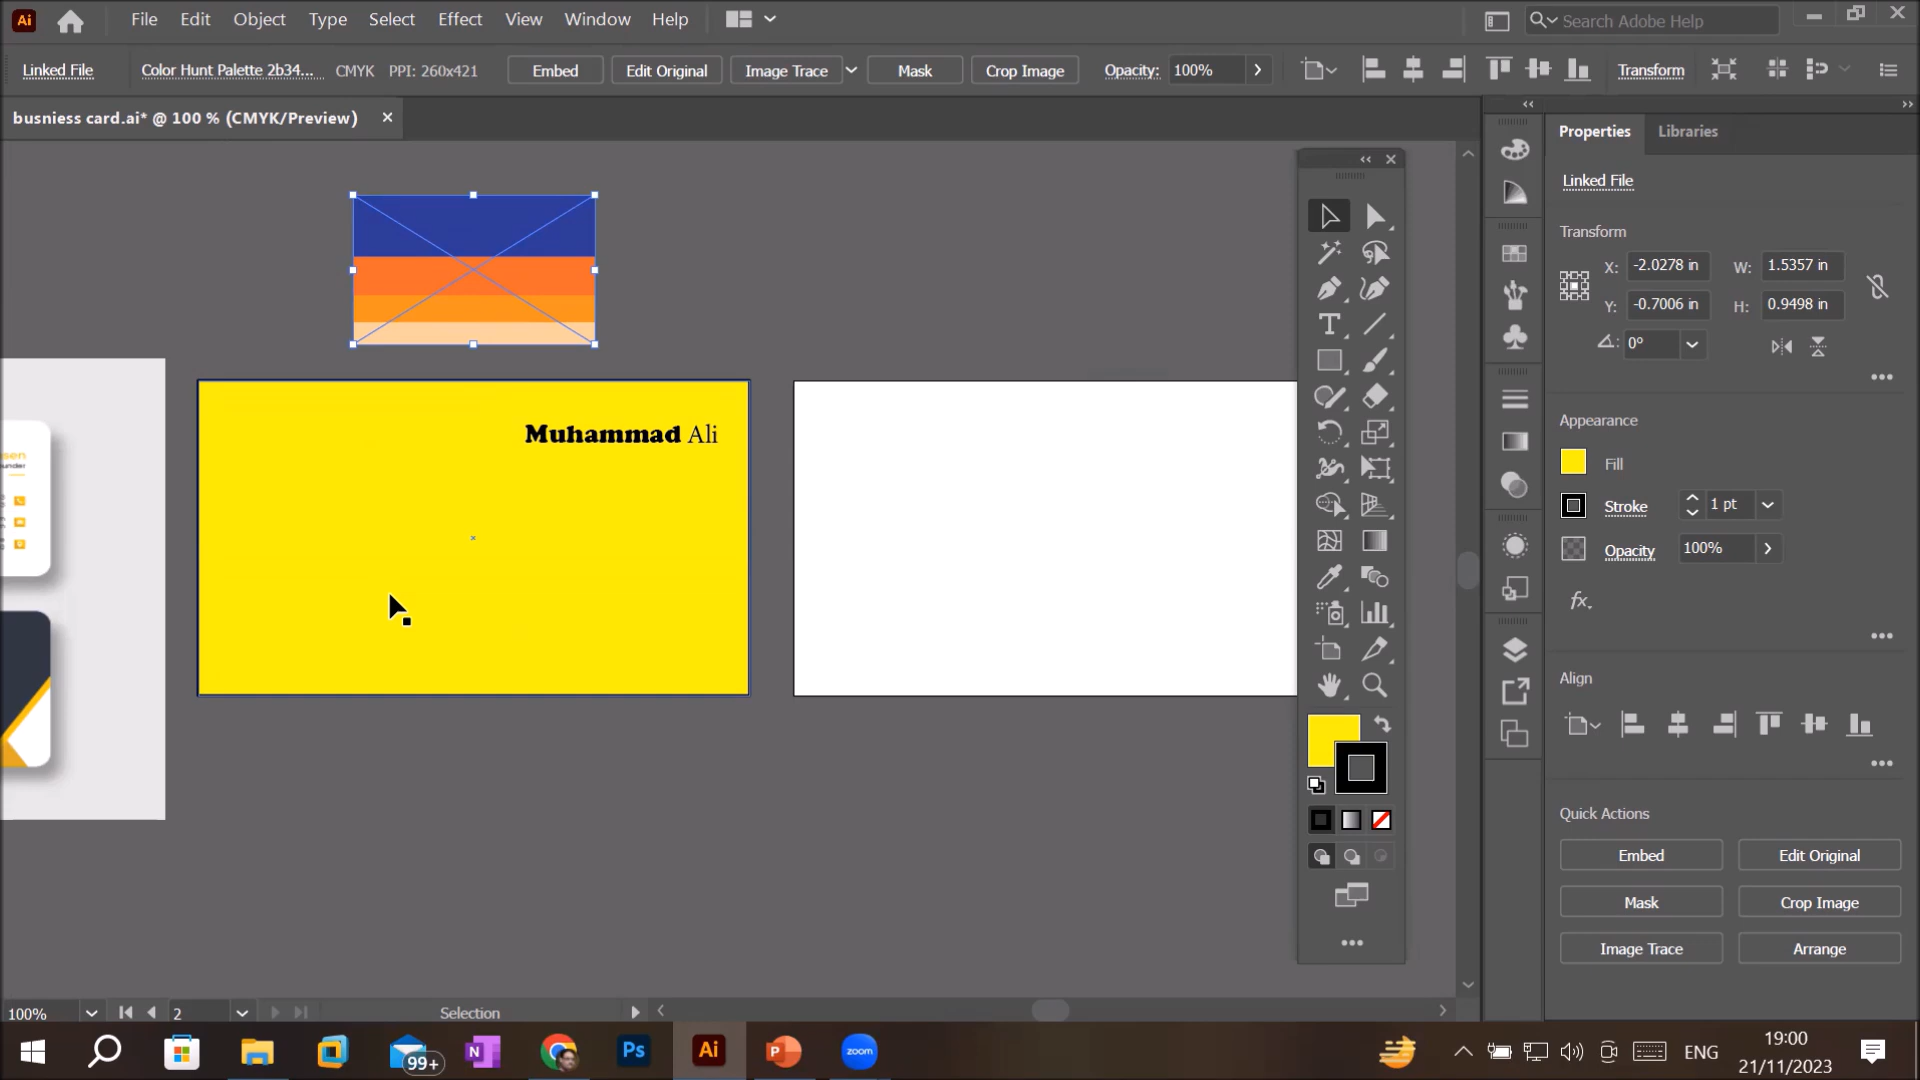 Ai File Edit Object Type Select Effect View Window Help Search Adobe Help
Linked File Color Hunt Palette 2b34... CMYK PPI: 260x421 Embed Edit Original Image Trace Mask Crop Image Opacity: 100% Transform
busniess card.ai* @ 100 % (CMYK/Preview)
Properties Libraries
Linked File
Transform
X: -2.0278 in W: 1.5357 in
Y: -0.7006 in H: 0.9498 in
0°
Appearance
Fill
Stroke 1 pt
Opacity 100%
fx.
Align
Quick Actions
Embed Edit Original
Mask Crop Image
Image Trace Arrange
Muhammad Ali
100% 2 Selection
99+ N Ps Ai P zoom ENG 19:00
21/11/2023